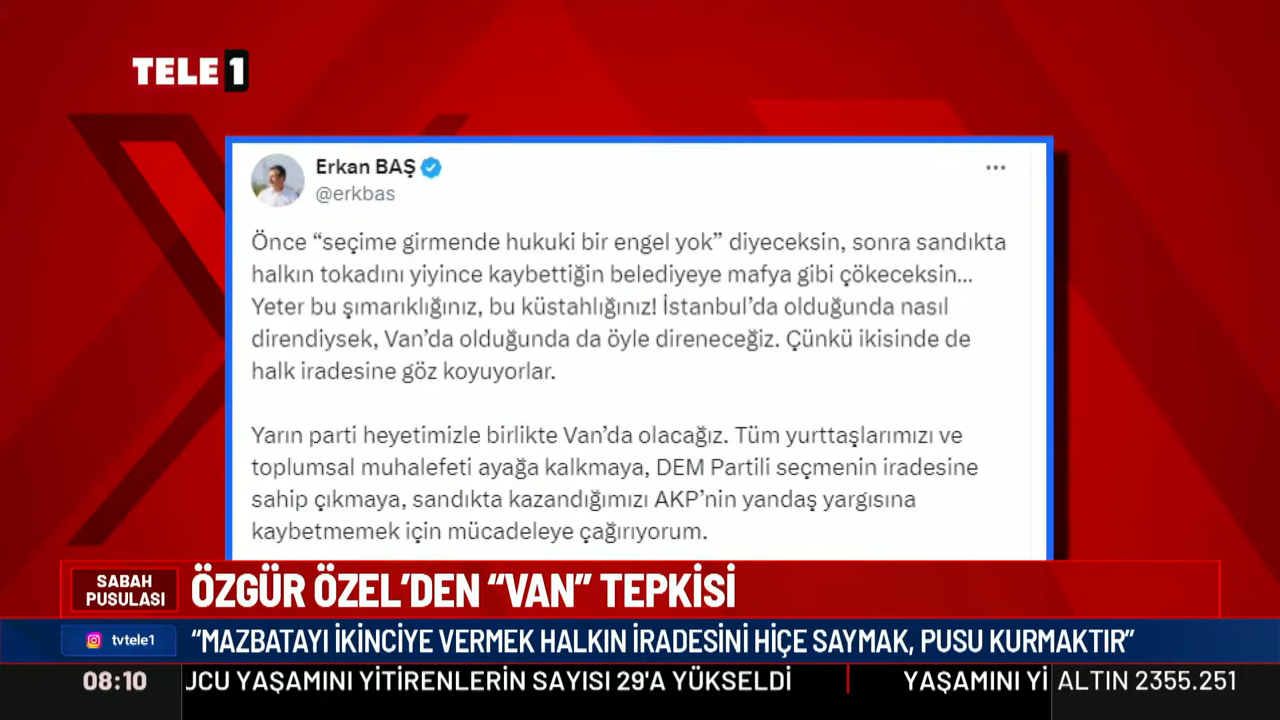 TELE 1
Erkan BAŞ
@erkbas
Önce “seçime girmende hukuki bir engel yok” diyeceksin, sonra sandıkta
halkın tokadını yiyince kaybettiğin belediyeye mafya gibi çökeceksin...
Yeter bu şımarıklığınız, bu küstahlığınız! İstanbul’da olduğunda nasıl
direndiysek, Van’da olduğunda da öyle direneceğiz. Çünkü ikisinde de
halk iradesine göz koyuyorlar.
Yarın parti heyetimizle birlikte Van’da olacağız. Tüm yurttaşlarımızı ve
toplumsal muhalefeti ayağa kalkmaya, DEM Partili seçmenin iradesine
sahip çıkmaya, sandıkta kazandığımızı AKP’nin yandaş yargısına
kaybetmemek için mücadeleye çağırıyorum.
SABAH
PUSULASI
ÖZGÜR ÖZEL’DEN “VAN” TEPKİSİ
tvtele1
“MAZBATAYI İKİNCİYE VERMEK HALKIN İRADESİNİ HİÇE SAYMAK, PUSU KURMAKTIR”
08:10
UCU YAŞAMINI YİTİRENLERİN SAYISI 29'A YÜKSELDİ
YAŞAMINI Yİ
ALTIN 2355.251